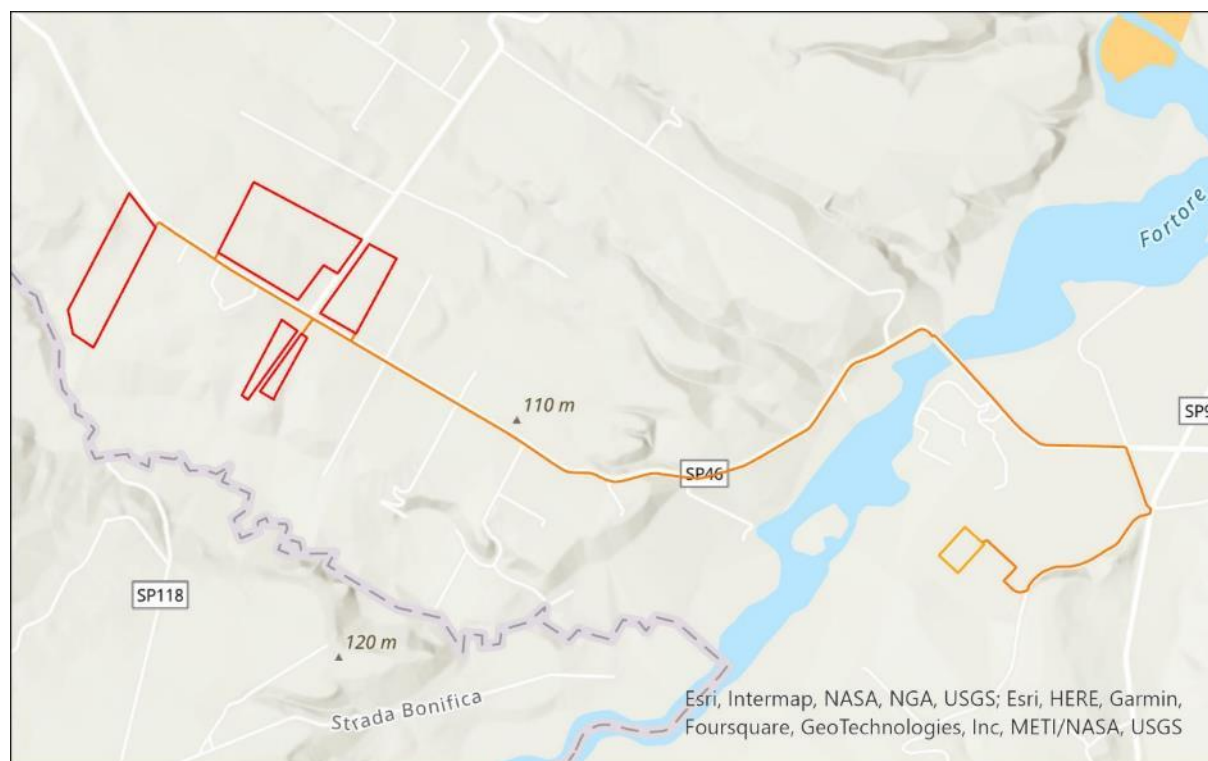 Fortore
110 m
SP9
SP46
SP118
120 m
Strada Bonifica
Esri, Intermap, NASA, NGA, USGS; Esri, HERE, Garmin,
Foursquare, GeoTechnologies, Inc, METI/NASA, USGS